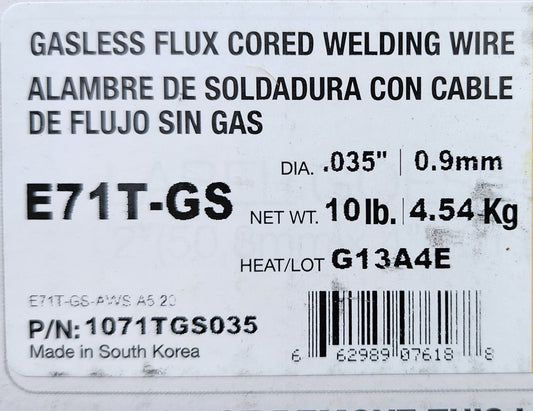 GASLESS FLUX CORED WELDING WIRE
ALAMBRE DE SOLDADURA CON CABLE
DE FLUJO SIN GAS
DIA. .035" | 0.9mm
E71T-GS NET WT. 10lb. | 4.54 Kg
HEAT/LOT G13A4E
E71T-GS-AWS A5.20
P/N: 1071TGS035
Made in South Korea
6 62989 07618 8